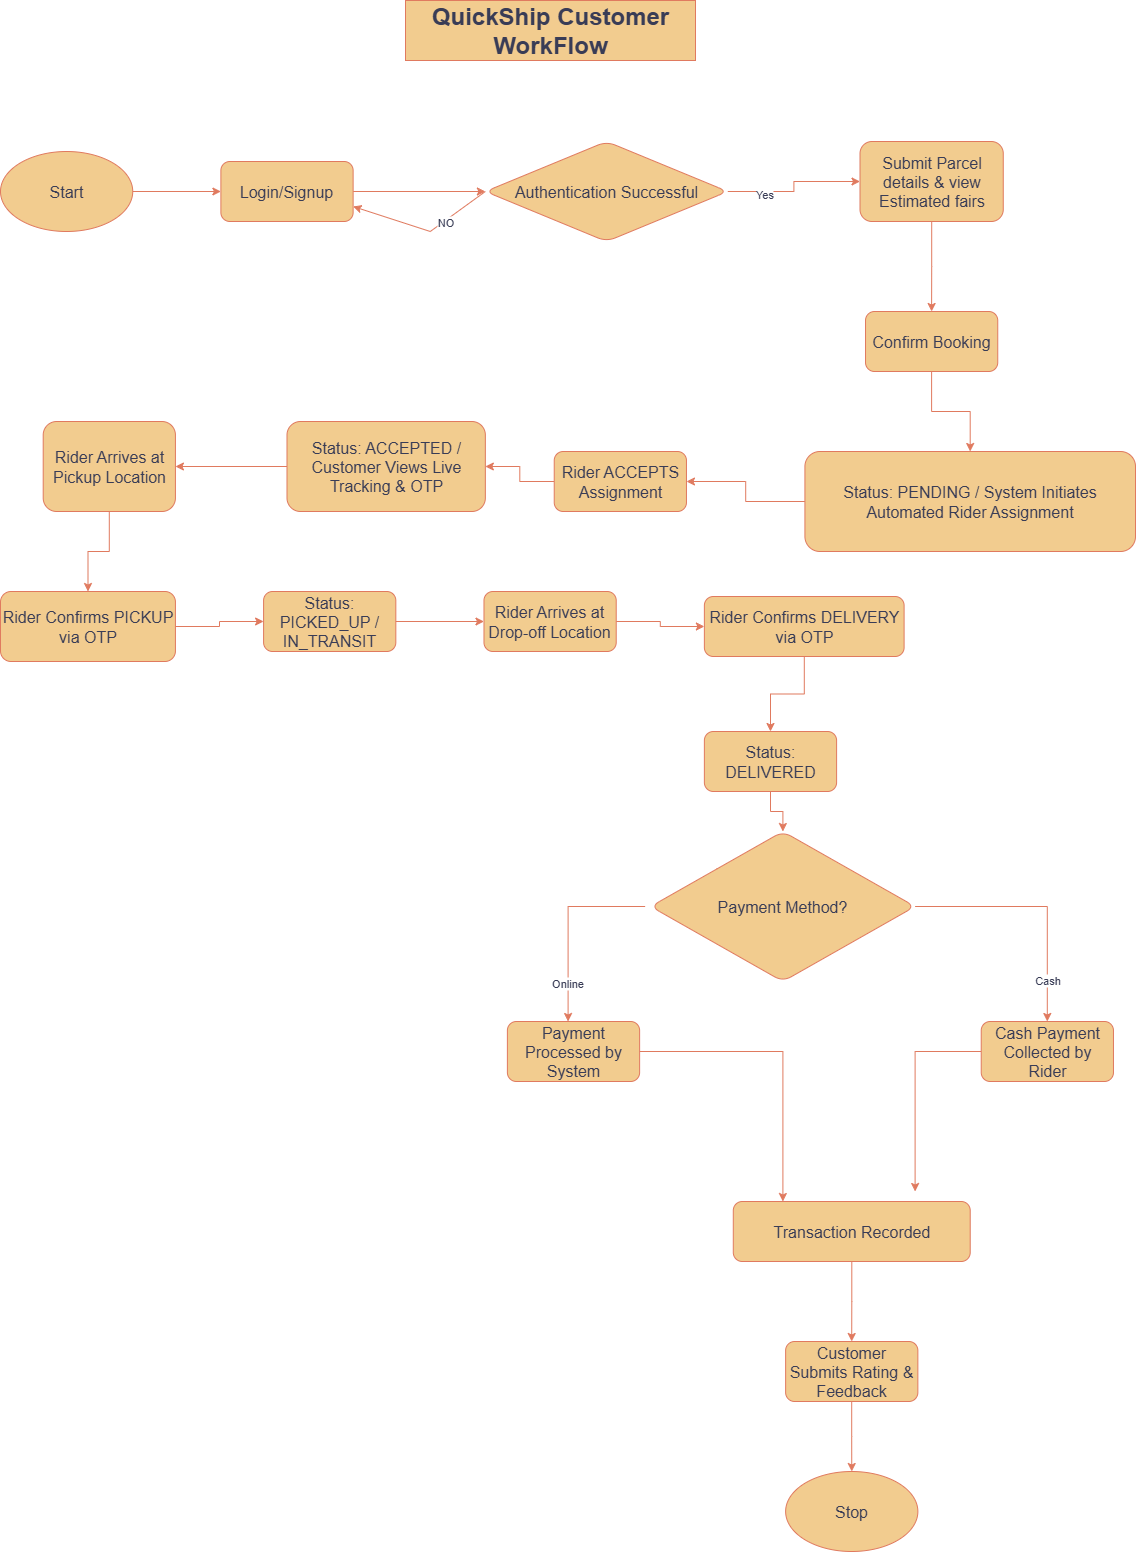 QuickShip Customer
WorkFlow
Start
Login/Signup
NO
Authentication Successful
Yes
Submit Parcel
details & view
Estimated fairs
Confirm Booking
Status: PENDING / System Initiates
Automated Rider Assignment
Rider ACCEPTS
Assignment
Status: ACCEPTED /
Customer Views Live
Tracking & OTP
Rider Arrives at
Pickup Location
Rider Confirms PICKUP
via OTP
Status:
PICKED_UP /
IN_TRANSIT
Rider Arrives at
Drop-off Location
Rider Confirms DELIVERY
via OTP
Status:
DELIVERED
Payment Method?
Online
Cash
Payment
Processed by
System
Cash Payment
Collected by
Rider
Transaction Recorded
Customer
Submits Rating &
Feedback
Stop